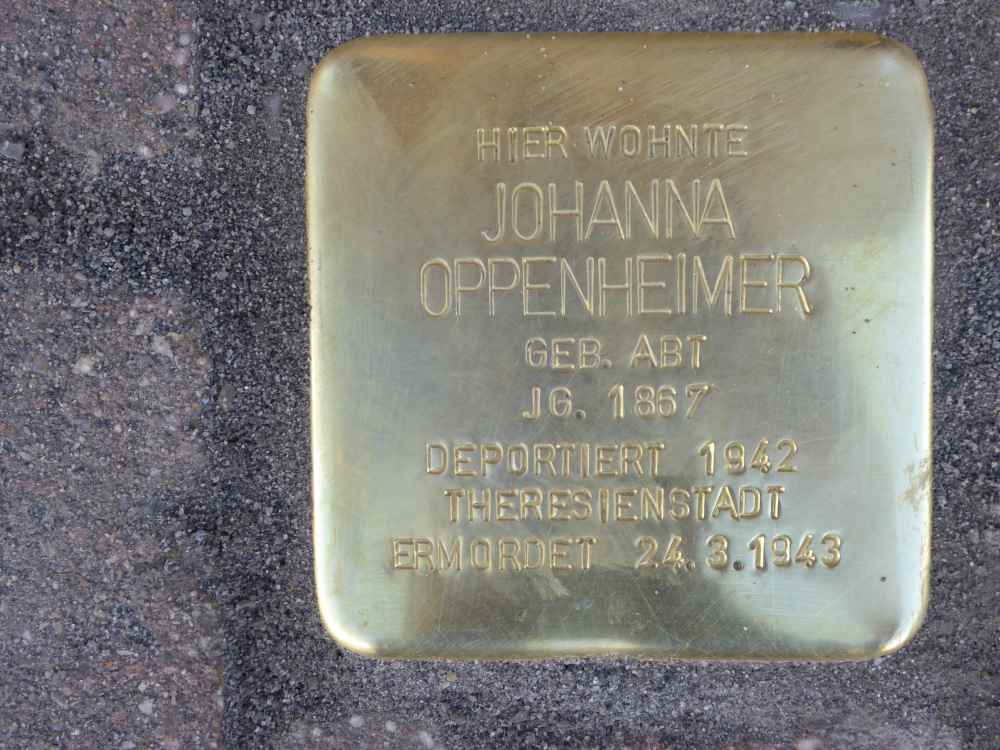 HIER WOHNTE
JOHANNA
OPPENHEIMER
GEB. ABT
JG. 1867
DEPORTIERT 1942
THERESIENSTADT
ERMORDET 24.3.1943